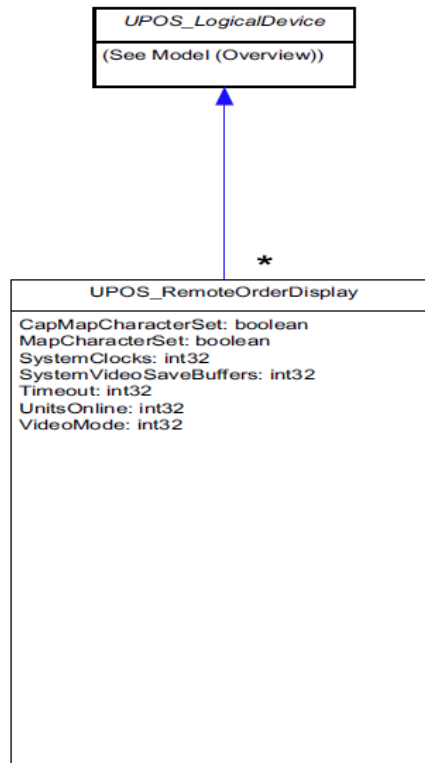 UPOS_LogicalDevice
(See Model (Overview))
*
UPOS_RemoteOrderDisplay
CapMapCharacterSet: boolean
MapCharacterSet: boolean
SystemClocks: int32
SystemVideoSaveBuffers: int32
Timeout: int32
UnitsOnline: int32
VideoMode: int32